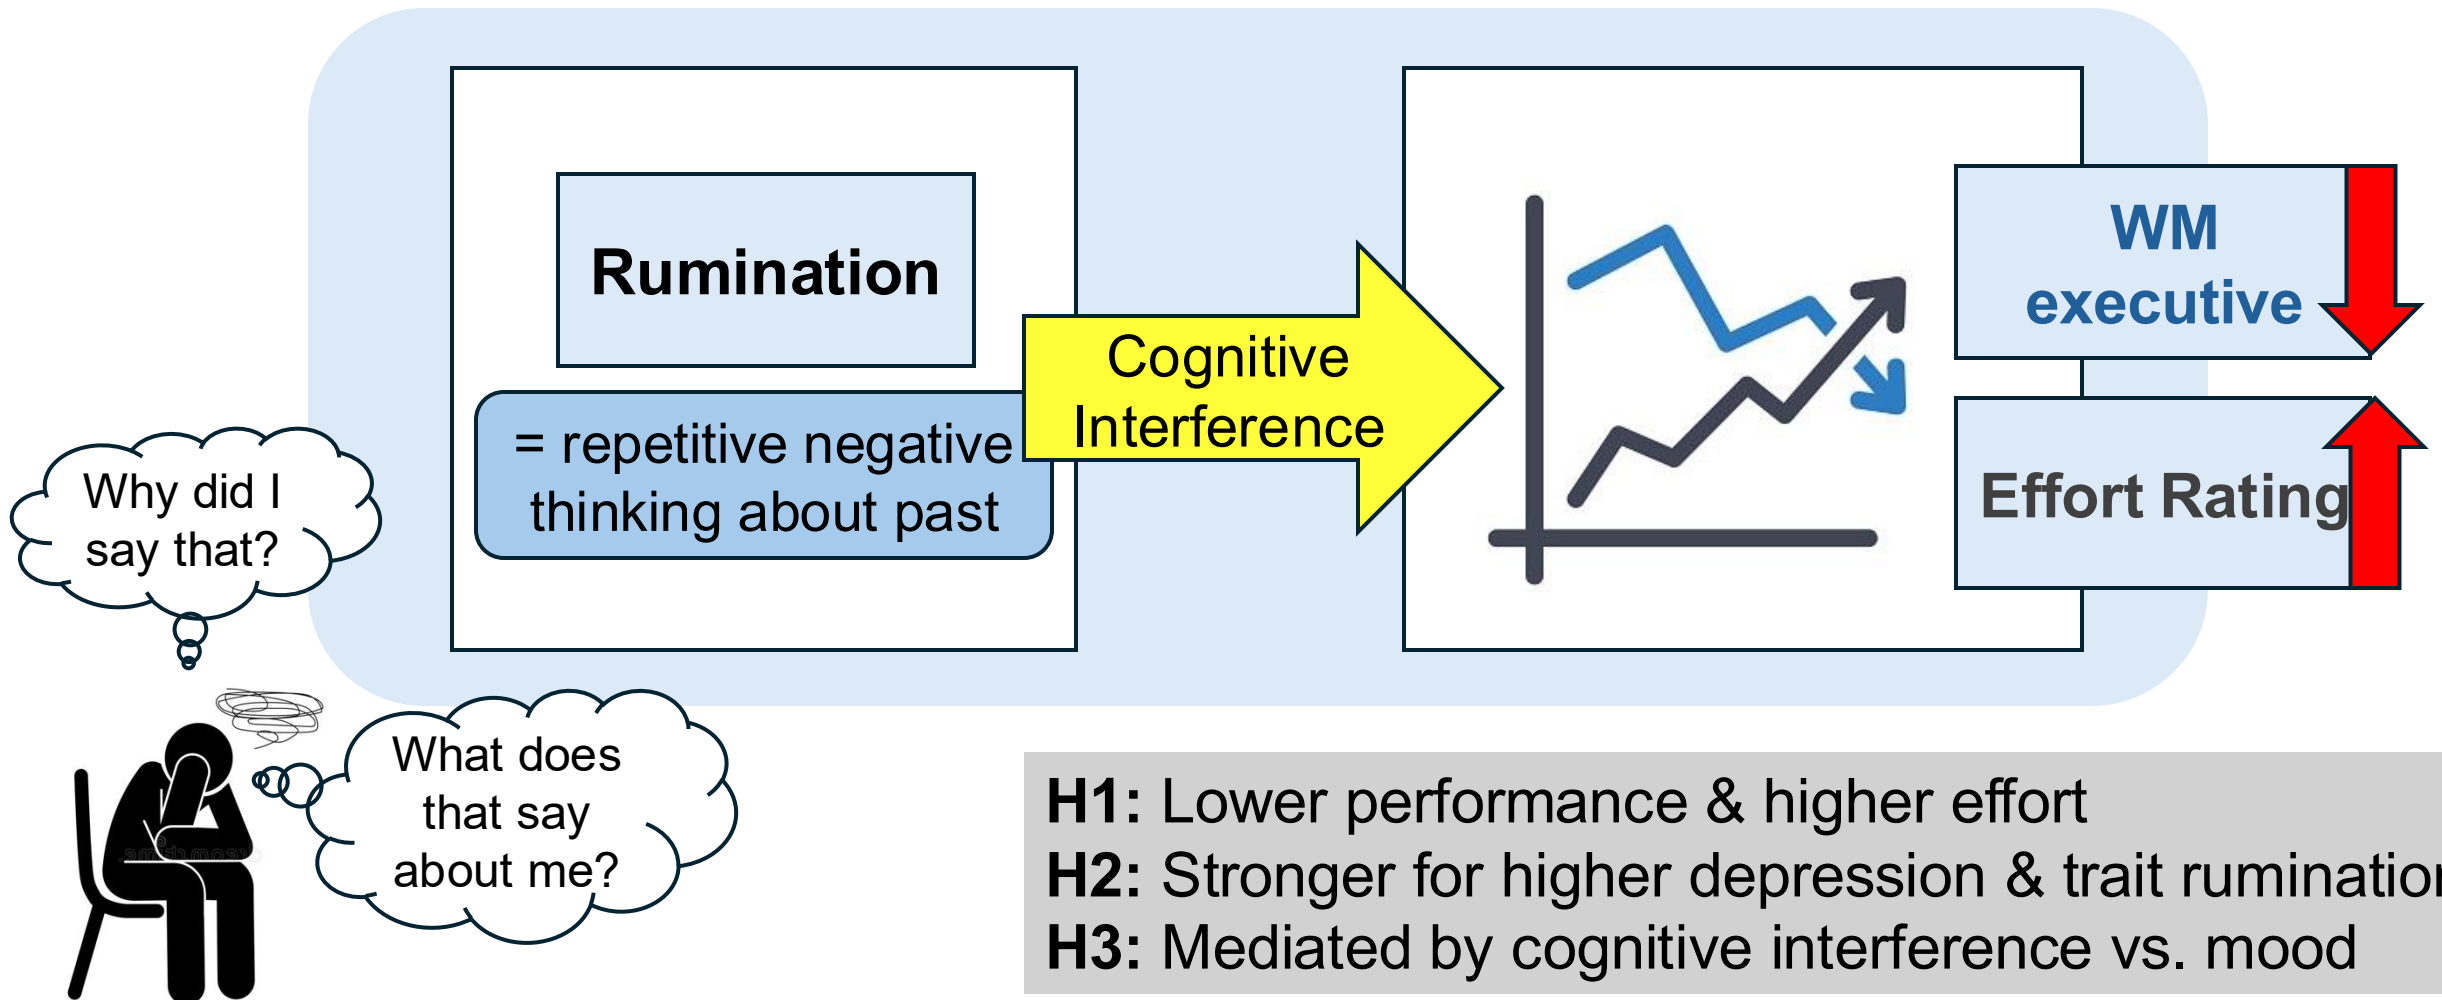 Rumination
= repetitive negative
thinking about past
Cognitive
Interference
WM
executive
Effort Rating
Why did I
say that?
What does
that say
about me?
H1: Lower performance & higher effort
H2: Stronger for higher depression & trait rumination
H3: Mediated by cognitive interference vs. mood